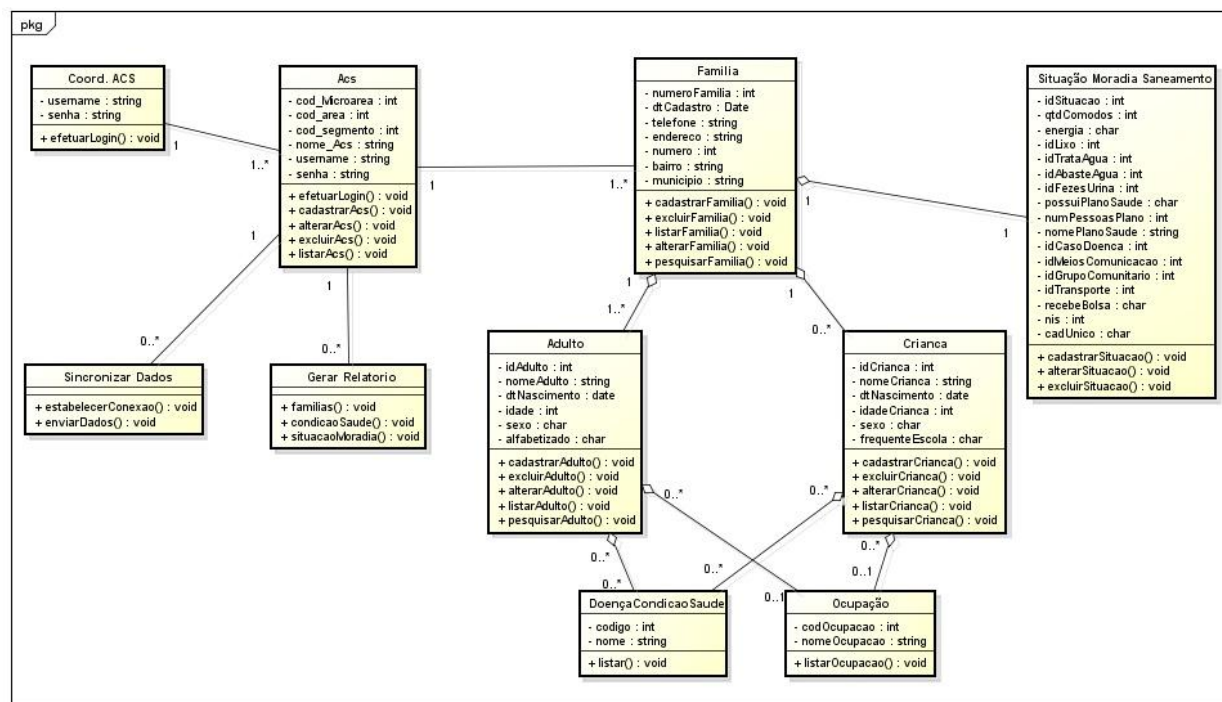 pkg
Coord. ACS
- username : string
- senha : string
+ efetuarLogin() : void
Acs
- cod_Microarea : int
- cod_area : int
- cod_segmento : int
- nome_Acs : string
- username : string
- senha : string
+ efetuarLogin() : void
+ cadastrarAcs() : void
+ alterarAcs() : void
+ excluirAcs() : void
+ listarAcs() : void
Familia
- numeroFamilia : int
- dtCadastro : Date
- telefone : string
- endereco : string
- numero : int
- bairro : string
- municipio : string
+ cadastrarFamilia() : void
+ excluirFamilia() : void
+ listarFamilia() : void
+ alterarFamilia() : void
+ pesquisarFamilia() : void
Situação Moradia Saneamento
- idSituacao : int
- qtdComodos : int
- energia : char
- idLixo : int
- idTrataAgua : int
- idAbasteAgua : int
- idFezesUrina : int
- possuiPlanoSaude : char
- numPessoasPlano : int
- nomePlanoSaude : string
- idCasoDoenca : int
- idMeiosComunicacao : int
- idGrupoComunitario : int
- idTransporte : int
- recebeBolsa : char
- nis : int
- cadUnico : char
+ cadastrarSituacao() : void
+ alterarSituacao() : void
+ excluirSituacao() : void
1
1..*
1
1..*
1
1
1
0..*
1
0..*
1
1..*
1
0..*
Sincronizar Dados
+ estabelecerConexao() : void
+ enviarDados() : void
Gerar Relatorio
+ familias() : void
+ condicaoSaude() : void
+ situacaoMoradia() : void
Adulto
- idAdulto : int
- nomeAdulto : string
- dtNascimento : date
- idade : int
- sexo : char
- alfabetizado : char
+ cadastrarAdulto() : void
+ excluirAdulto() : void
+ alterarAdulto() : void
+ listarAdulto() : void
+ pesquisarAdulto() : void
Crianca
- idCrianca : int
- nomeCrianca : string
- dtNascimento : date
- idadeCrianca : int
- sexo : char
- frequenteEscola : char
+ cadastrarCrianca() : void
+ excluirCrianca() : void
+ alterarCrianca() : void
+ listarCrianca() : void
+ pesquisarCrianca() : void
0..*
0..*
0..*
0..*
0..*
0..*
0..1
0..1
DoençaCondicaoSaude
- codigo : int
- nome : string
+ listar() : void
Ocupação
- codOcupacao : int
- nomeOcupacao : string
+ listarOcupacao() : void